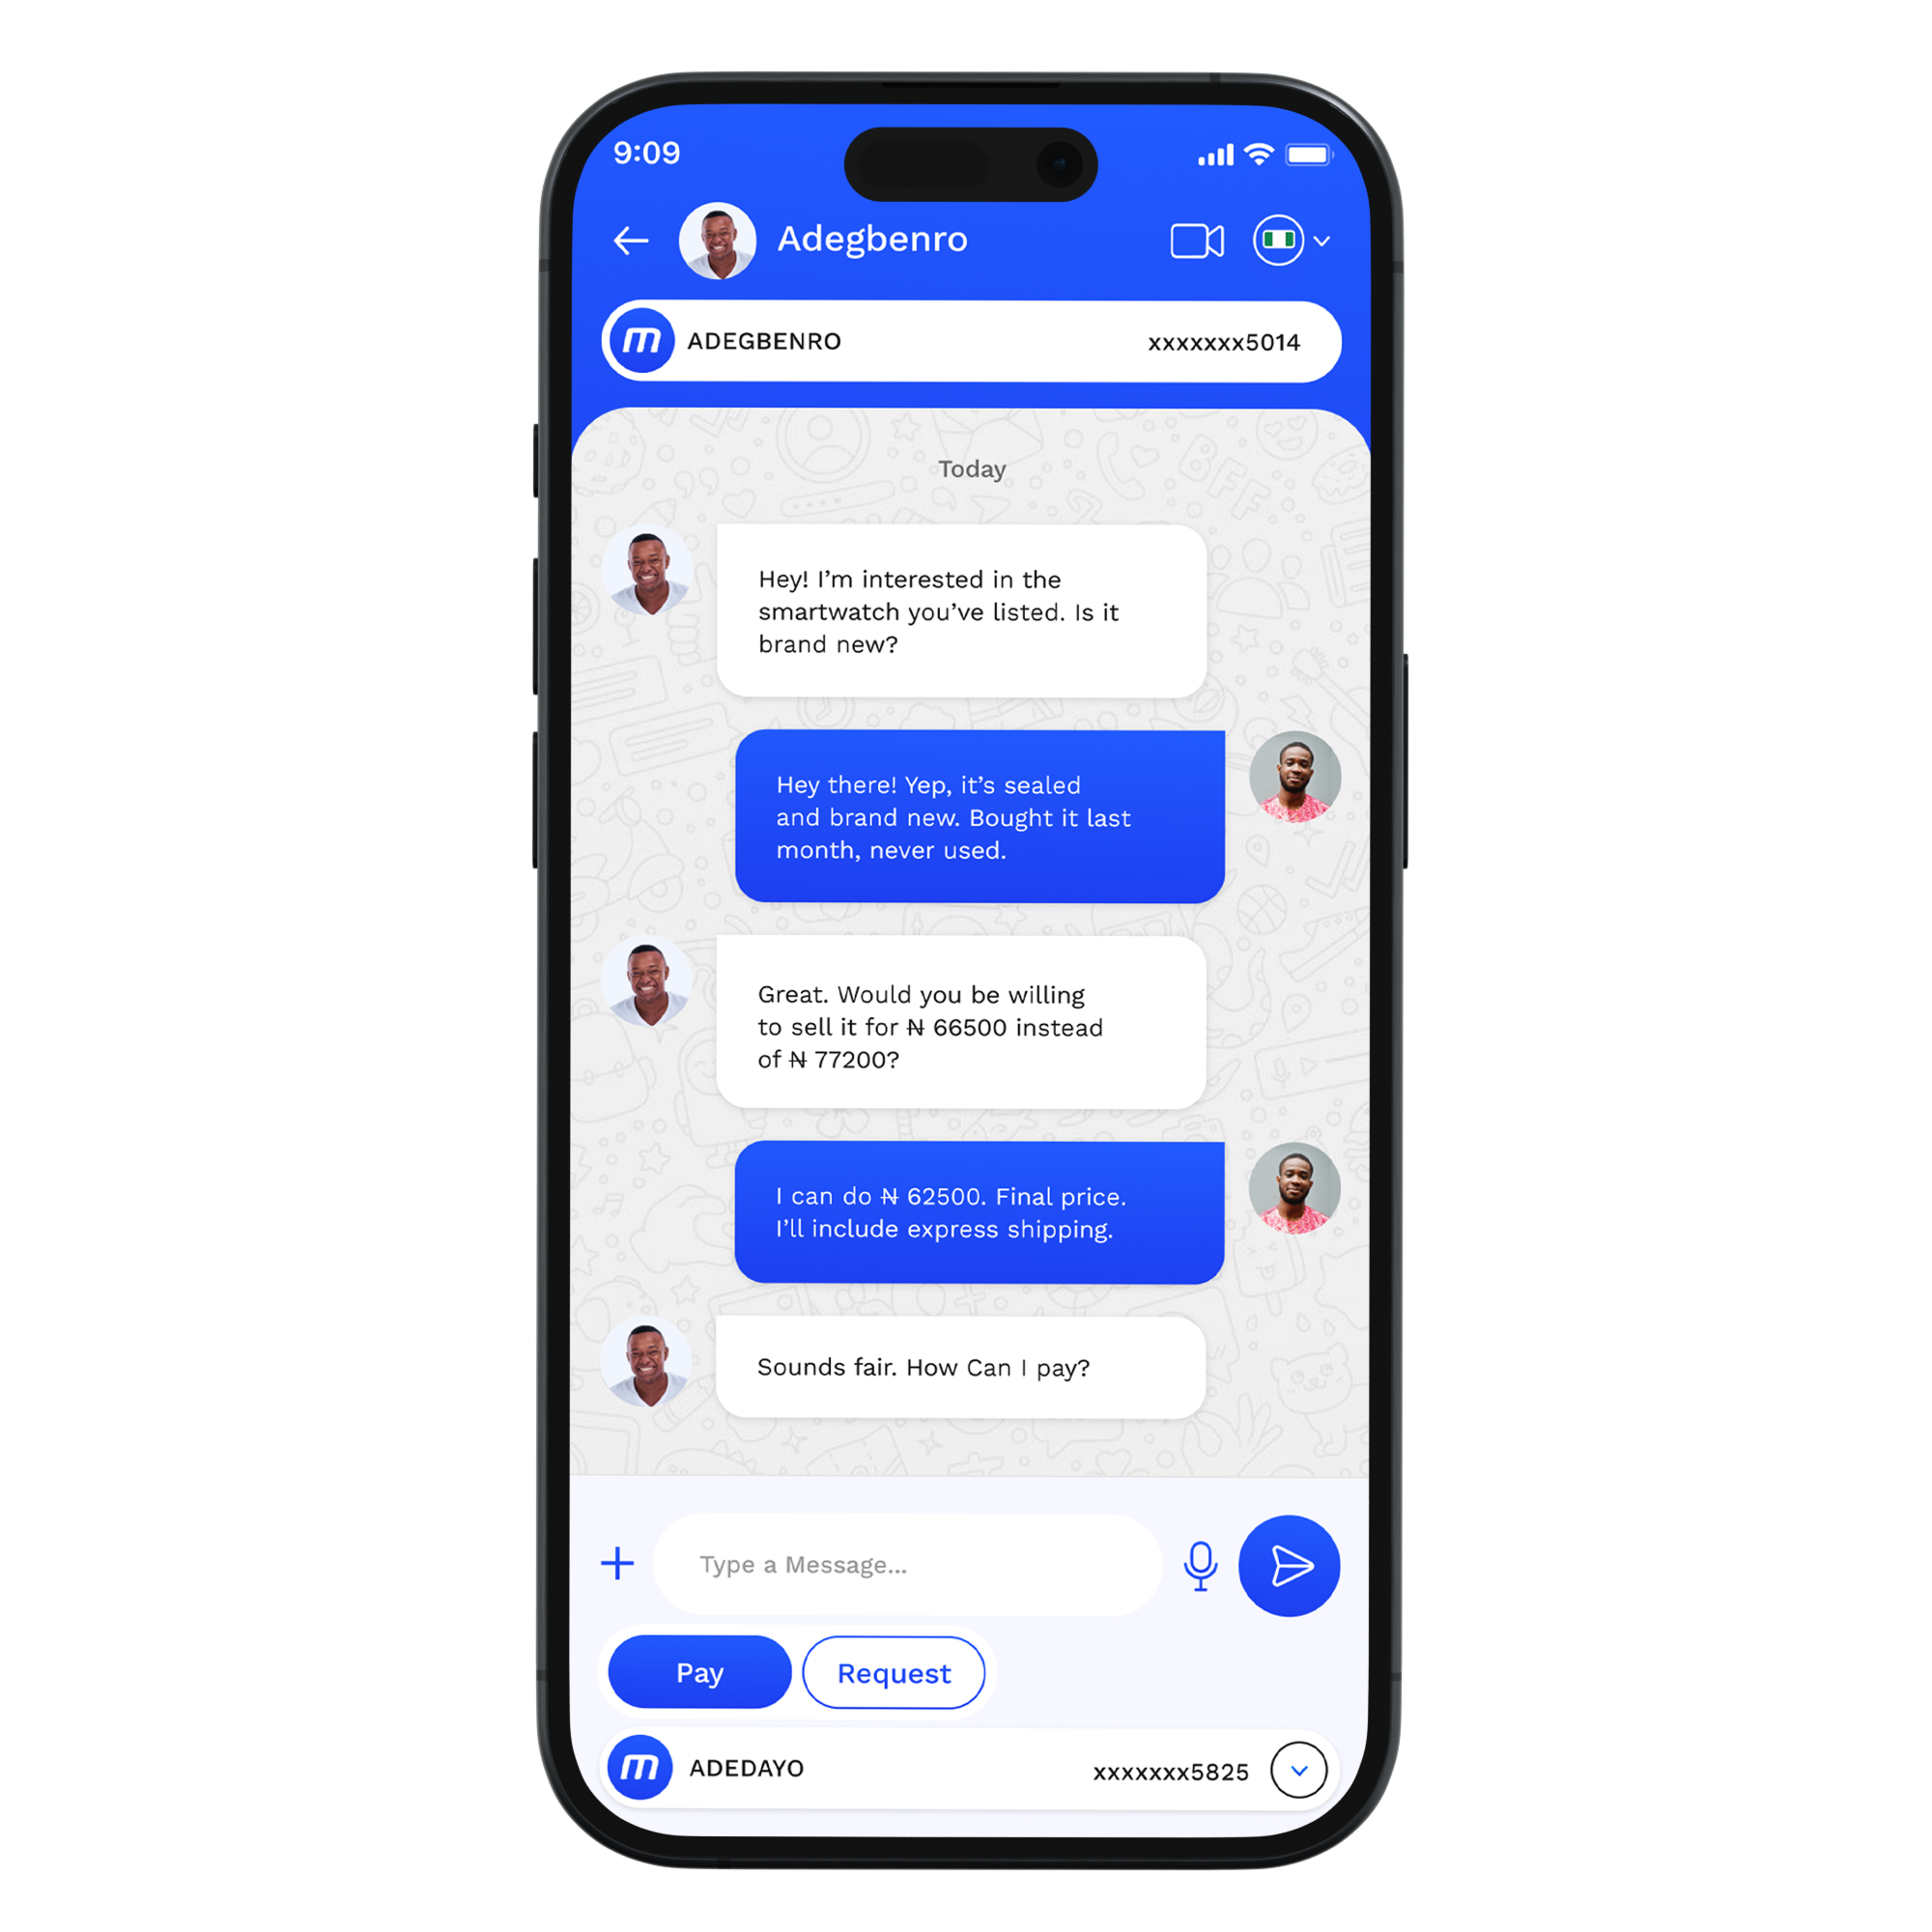 9:09
Adegbenro
m ADEGBENRO xxxxxxx5014
Today
Hey! I’m interested in the
smartwatch you’ve listed. Is it
brand new?
Hey there! Yep, it’s sealed
and brand new. Bought it last
month, never used.
Great. Would you be willing
to sell it for ₦ 66500 instead
of ₦ 77200?
I can do ₦ 62500. Final price.
I’ll include express shipping.
Sounds fair. How Can I pay?
Type a Message...
Pay Request
m ADEDAYO xxxxxxx5825
BFF